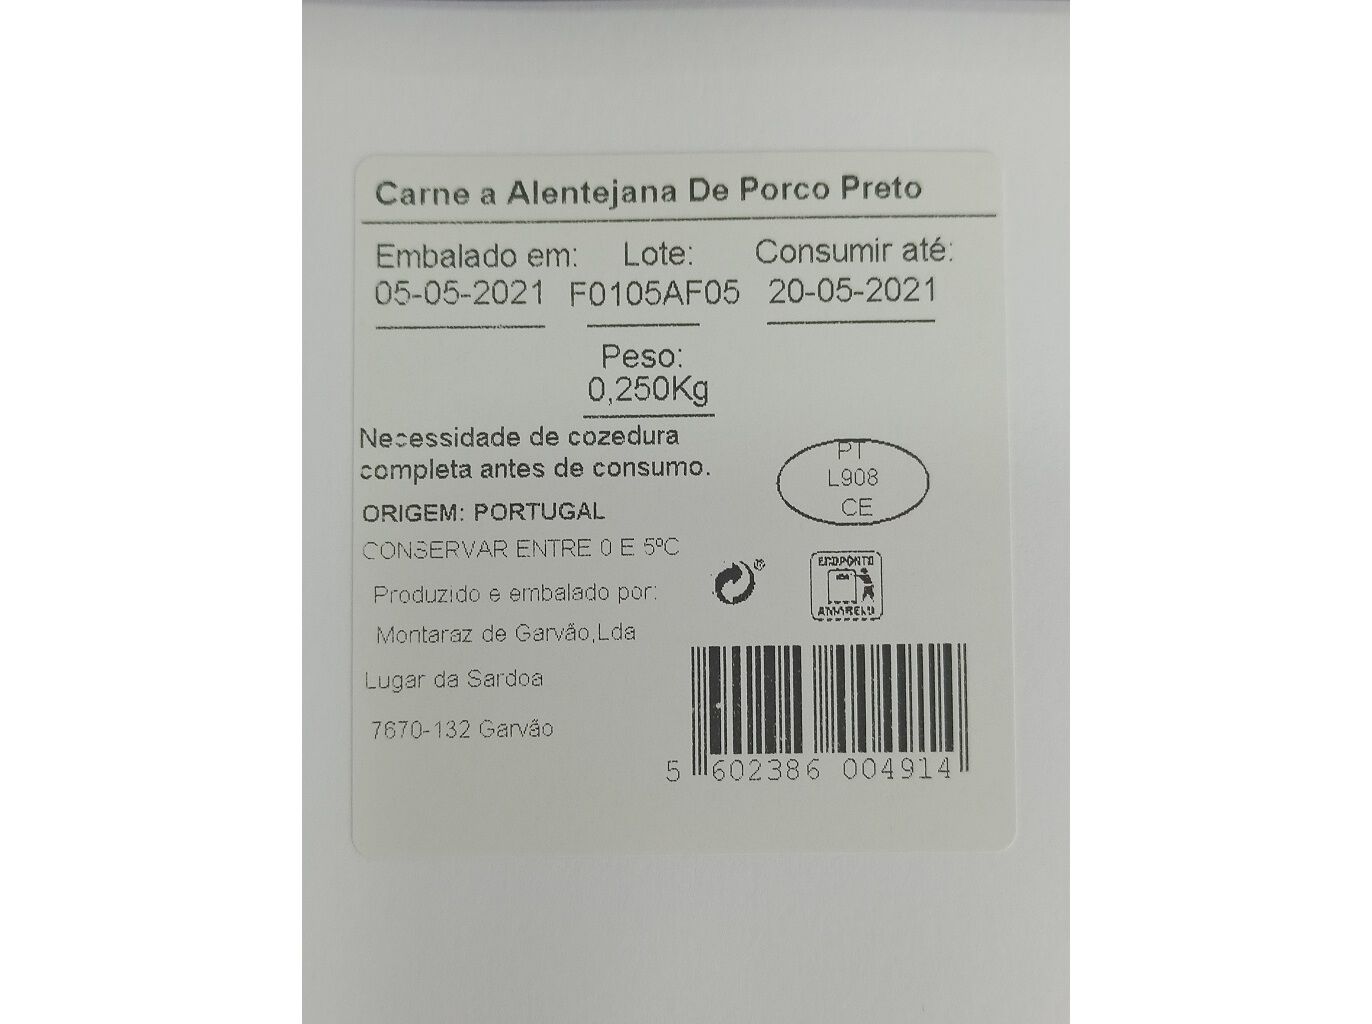 Carne a Alentejana De Porco Preto
Embalado em: Lote: Consumir até:
05-05-2021 F0105AF05 20-05-2021
Peso:
0,250Kg
Necessidade de cozedura
completa antes de consumo.
PT
L908
CE
ORIGEM: PORTUGAL
CONSERVAR ENTRE 0 E 5ºC
Produzido e embalado por:
Montaraz de Garvão,Lda
Lugar da Sardoa
7670-132 Garvão
®
AMARELO
5 602386 004914